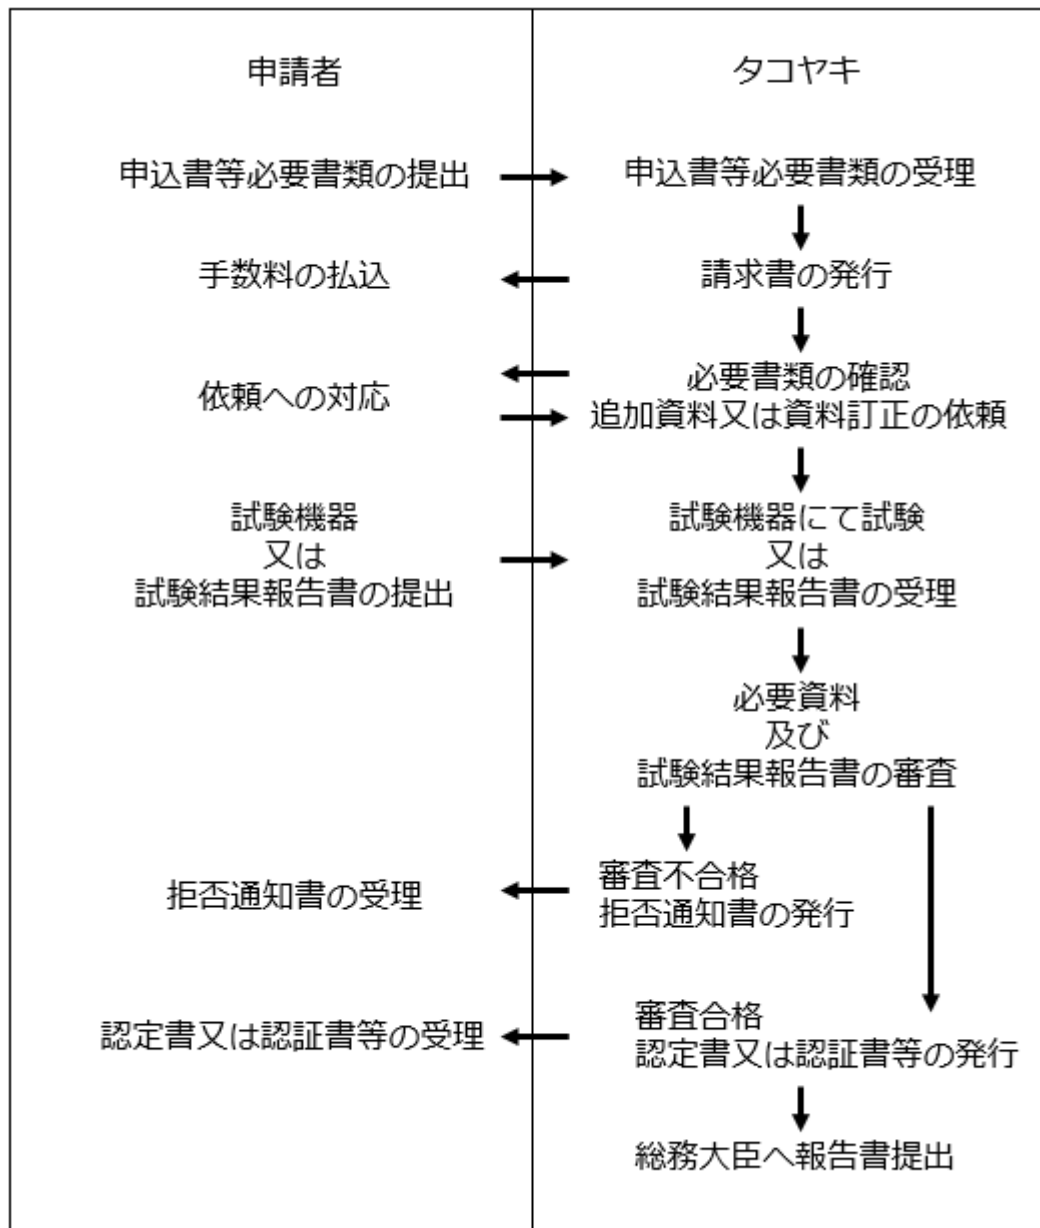 申請者
タコヤキ
申込書等必要書類の提出
申込書等必要書類の受理
手数料の払込
請求書の発行
依頼への対応
必要書類の確認
追加資料又は資料訂正の依頼
試験機器
又は
試験結果報告書の提出
試験機器にて試験
又は
試験結果報告書の受理
必要資料
及び
試験結果報告書の審査
拒否通知書の受理
審査不合格
拒否通知書の発行
認定書又は認証書等の受理
審査合格
認定書又は認証書等の発行
総務大臣へ報告書提出